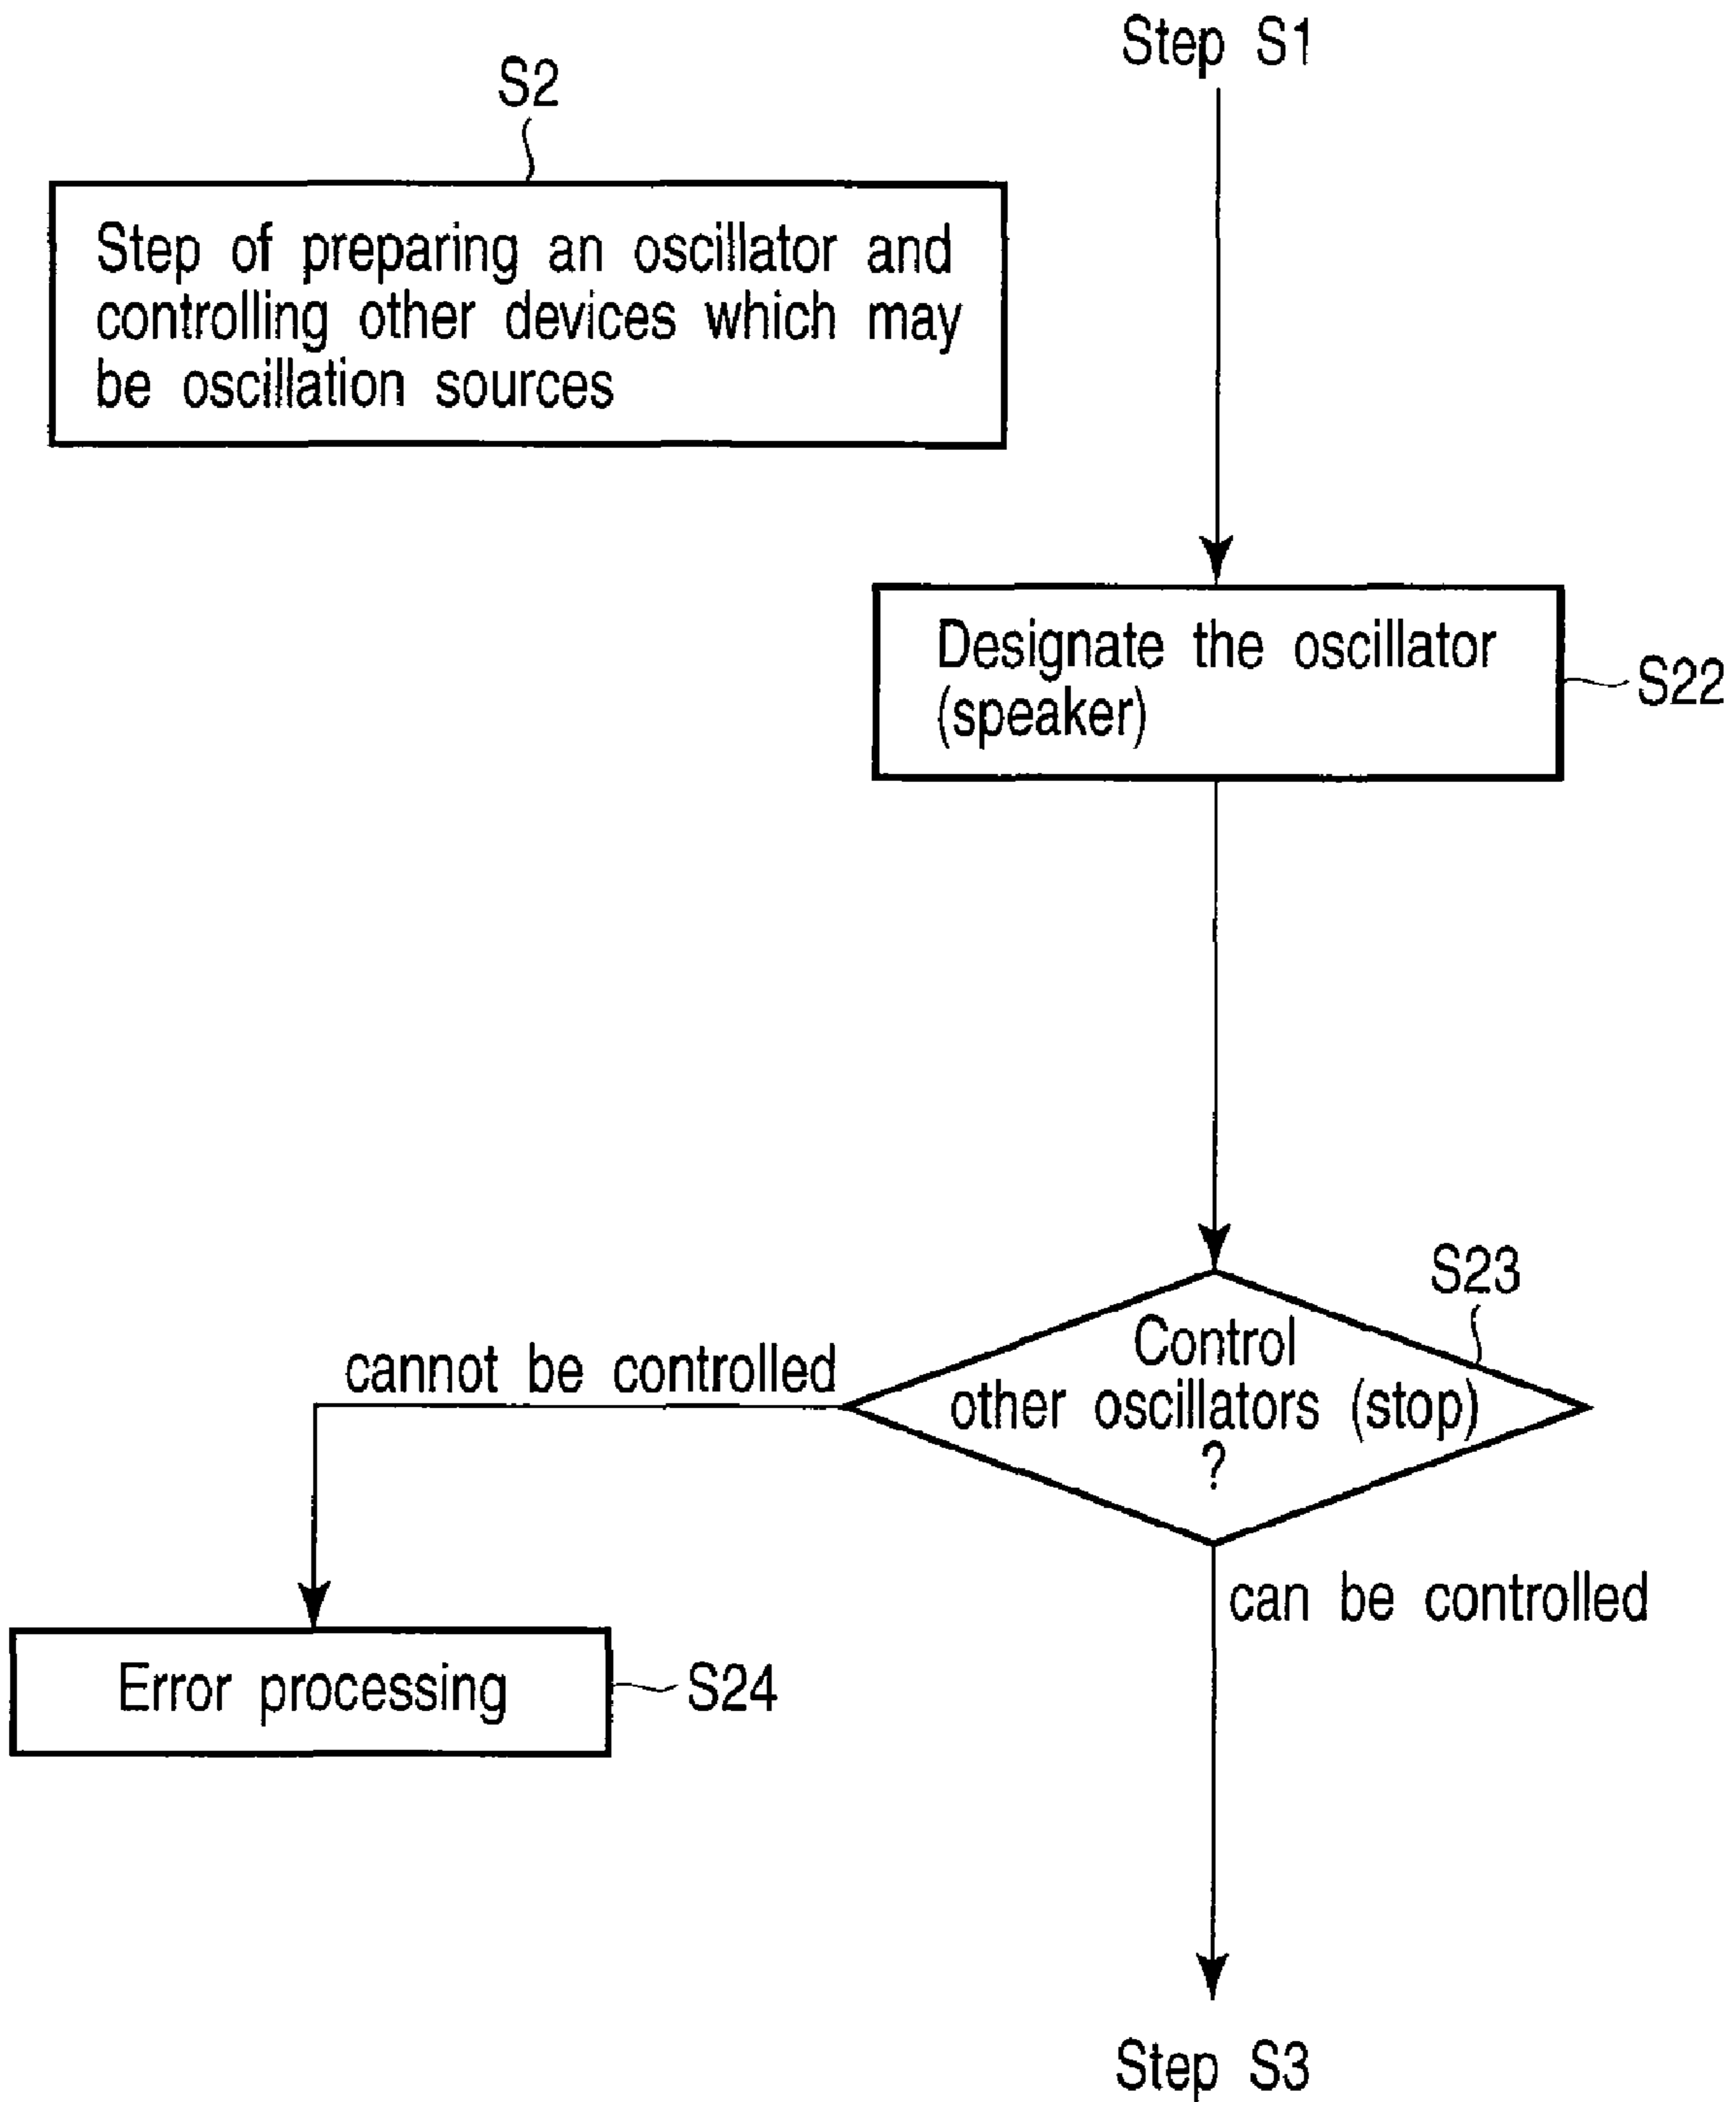 Step S1
S2
Step of preparing an oscillator and
controlling other devices which may
be oscillation sources
Designate the oscillator
(speaker)
S22
S23
Control
other oscillators (stop)
?
cannot be controlled
can be controlled
Error processing
S24
Step S3